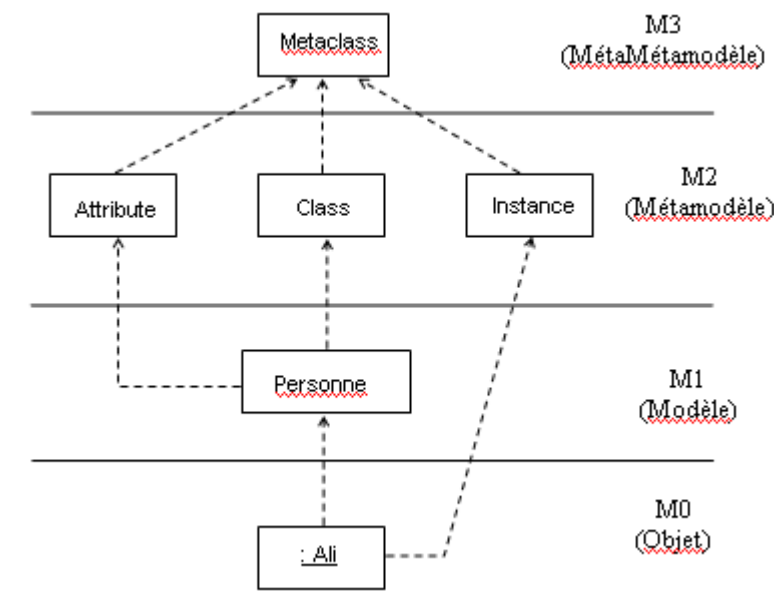 Metaclass
M3
(MétaMétamodèle)
Attribute
Class
Instance
M2
(Métamodèle)
Personne
M1
(Modèle)
: Ali
M0
(Objet)